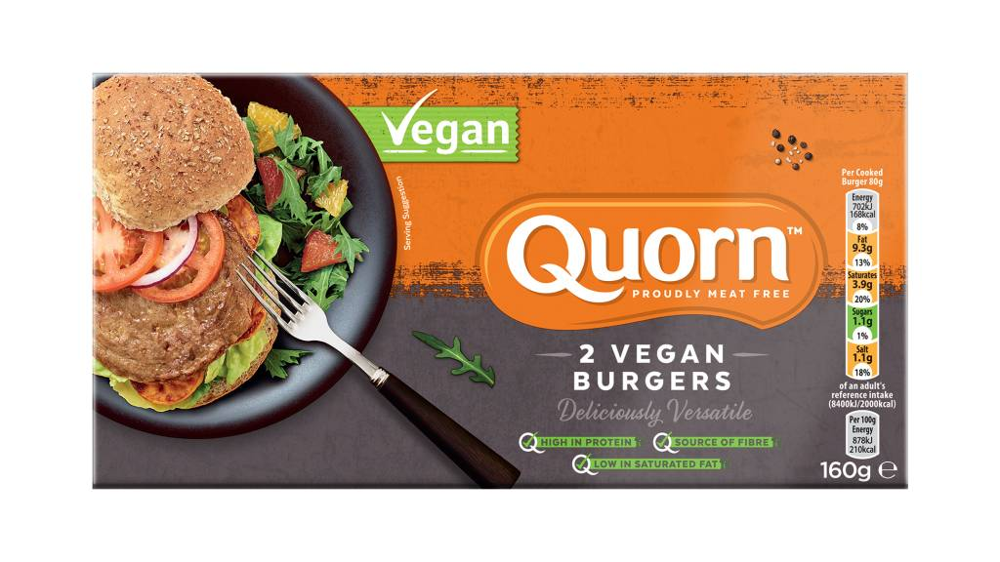 Vegan
Serving Suggestion
Quorn™
PROUDLY MEAT FREE
2 VEGAN
BURGERS
Deliciously Versatile
HIGH IN PROTEIN
SOURCE OF FIBRE
LOW IN SATURATED FAT
Per Cooked
Burger 80g
Energy
702kJ
168kcal
8%
Fat
9.3g
13%
Saturates
3.9g
20%
Sugars
1.1g
1%
Salt
1.1g
18%
of an adult's
reference intake
(8400kJ/2000kcal)
Per 100g
Energy
878kJ
210kcal
160g ℮